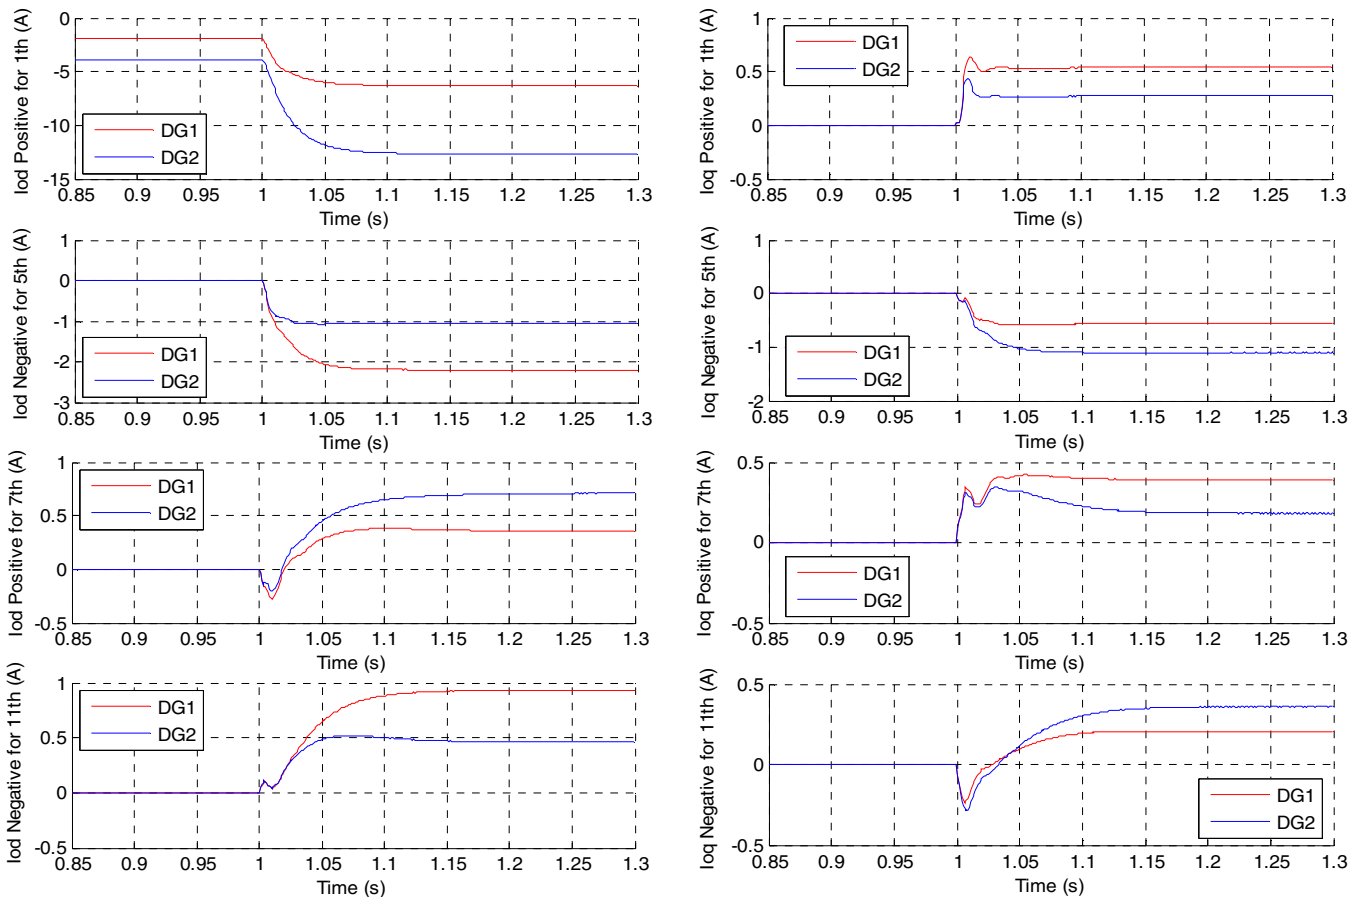 Iod Positive for 1th (A)
0
-5
-10
-15
DG1
DG2
0.85 0.9 0.95 1 1.05 1.1 1.15 1.2 1.25 1.3
Time (s)
Ioq Positive for 1th (A)
1
0.5
0
-0.5
DG1
DG2
0.85 0.9 0.95 1 1.05 1.1 1.15 1.2 1.25 1.3
Time (s)
Iod Negative for 5th (A)
1
0
-1
-2
-3
DG1
DG2
0.85 0.9 0.95 1 1.05 1.1 1.15 1.2 1.25 1.3
Time (s)
Ioq Negative for 5th (A)
1
0
-1
-2
DG1
DG2
0.85 0.9 0.95 1 1.05 1.1 1.15 1.2 1.25 1.3
Time (s)
Iod Positive for 7th (A)
1
0.5
0
-0.5
DG1
DG2
0.85 0.9 0.95 1 1.05 1.1 1.15 1.2 1.25 1.3
Time (s)
Ioq Positive for 7th (A)
0.5
0
-0.5
DG1
DG2
0.85 0.9 0.95 1 1.05 1.1 1.15 1.2 1.25 1.3
Time (s)
Iod Negative for 11th (A)
1
0.5
0
-0.5
DG1
DG2
0.85 0.9 0.95 1 1.05 1.1 1.15 1.2 1.25 1.3
Time (s)
Ioq Negative for 11th (A)
0.5
0
-0.5
DG1
DG2
0.85 0.9 0.95 1 1.05 1.1 1.15 1.2 1.25 1.3
Time (s)